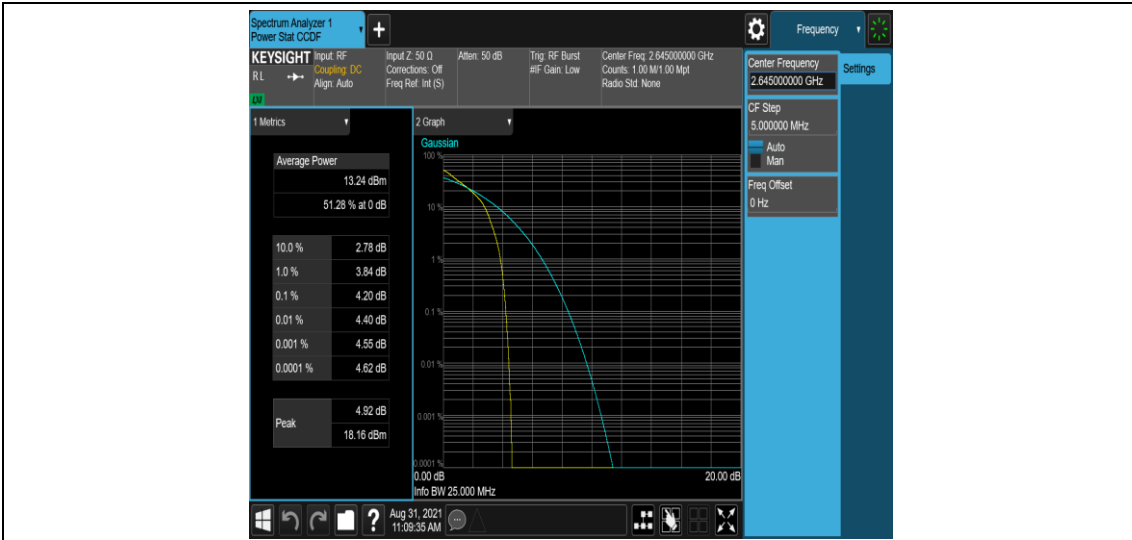 Spectrum Analyzer 1
Power Stat CCDF
+
Frequency
KEYSIGHT
RL
LXI
Input: RF
Coupling: DC
Align: Auto
Input Z: 50 Ω
Corrections: Off
Freq Ref: Int (S)
Atten: 50 dB
Trig: RF Burst
#IF Gain: Low
Center Freq: 2.645000000 GHz
Counts: 1.00 M/1.00 Mpt
Radio Std: None
Center Frequency
2.645000000 GHz
Settings
CF Step
5.000000 MHz
Auto
Man
Freq Offset
0 Hz
1 Metrics
Average Power
13.24 dBm
51.28 % at 0 dB
10.0 % 2.78 dB
1.0 % 3.84 dB
0.1 % 4.20 dB
0.01 % 4.40 dB
0.001 % 4.55 dB
0.0001 % 4.62 dB
Peak
4.92 dB
18.16 dBm
2 Graph
Gaussian
100 %
10 %
1 %
0.1 %
0.01 %
0.001 %
0.0001 %
0.00 dB 20.00 dB
Info BW 25.000 MHz
?
Aug 31, 2021
11:09:35 AM